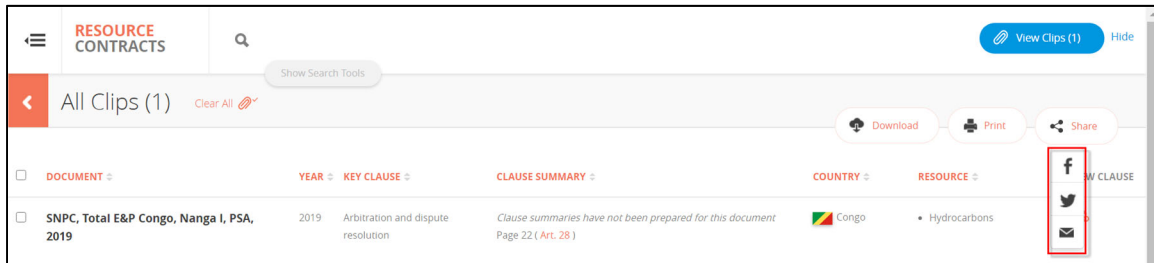 RESOURCE
CONTRACTS
View Clips (1)
Hide
Show Search Tools
All Clips (1)
Clear All
Download
Print
Share
DOCUMENT
YEAR
KEY CLAUSE
CLAUSE SUMMARY
COUNTRY
RESOURCE
W CLAUSE
SNPC, Total E&P Congo, Nanga I, PSA,
2019
2019
Arbitration and dispute
resolution
Clause summaries have not been prepared for this document
Page 22 ( Art. 28 )
Congo
• Hydrocarbons